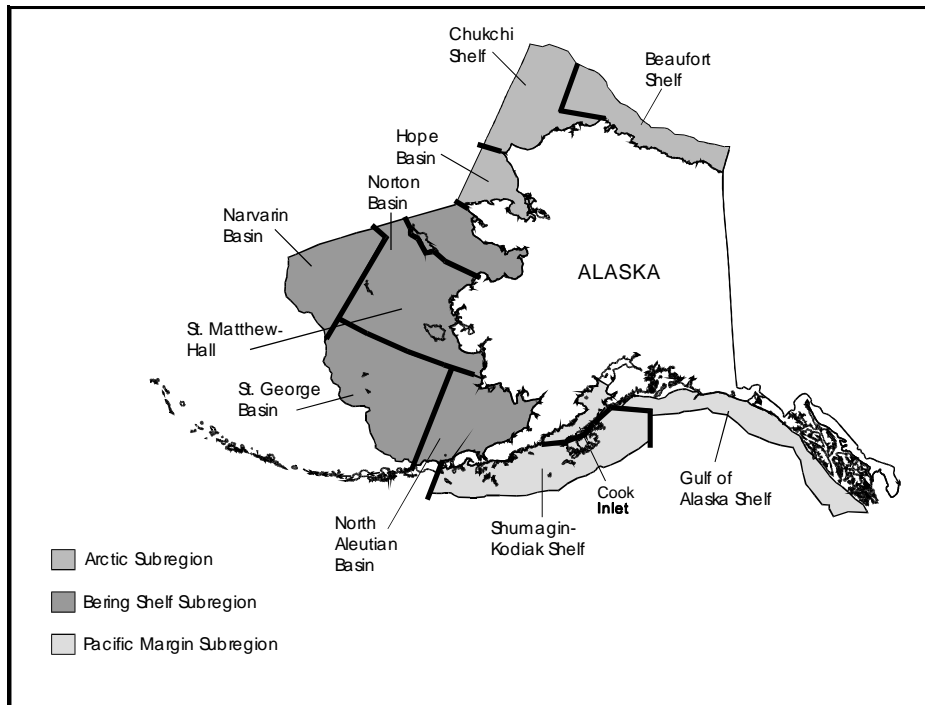 Chukchi
Shelf
Beaufort
Shelf
Hope
Basin
Norton
Basin
Narvarin
Basin
ALASKA
St. Matthew-
Hall
St. George
Basin
North
Aleutian
Basin
Shumagin-
Kodiak Shelf
Cook
Inlet
Gulf of
Alaska Shelf
Arctic Subregion
Bering Shelf Subregion
Pacific Margin Subregion